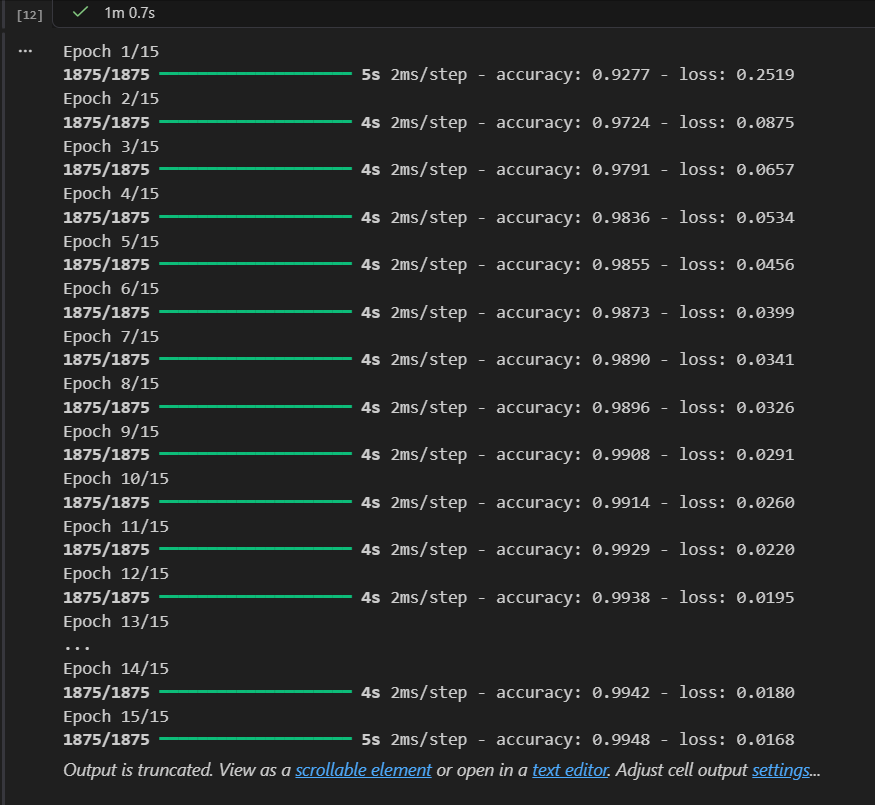 [12] ✓ 1m 0.7s
... Epoch 1/15
1875/1875 ━━━━━━━━━━━━━━━━━━━━ 5s 2ms/step - accuracy: 0.9277 - loss: 0.2519
Epoch 2/15
1875/1875 ━━━━━━━━━━━━━━━━━━━━ 4s 2ms/step - accuracy: 0.9724 - loss: 0.0875
Epoch 3/15
1875/1875 ━━━━━━━━━━━━━━━━━━━━ 4s 2ms/step - accuracy: 0.9791 - loss: 0.0657
Epoch 4/15
1875/1875 ━━━━━━━━━━━━━━━━━━━━ 4s 2ms/step - accuracy: 0.9836 - loss: 0.0534
Epoch 5/15
1875/1875 ━━━━━━━━━━━━━━━━━━━━ 4s 2ms/step - accuracy: 0.9855 - loss: 0.0456
Epoch 6/15
1875/1875 ━━━━━━━━━━━━━━━━━━━━ 4s 2ms/step - accuracy: 0.9873 - loss: 0.0399
Epoch 7/15
1875/1875 ━━━━━━━━━━━━━━━━━━━━ 4s 2ms/step - accuracy: 0.9890 - loss: 0.0341
Epoch 8/15
1875/1875 ━━━━━━━━━━━━━━━━━━━━ 4s 2ms/step - accuracy: 0.9896 - loss: 0.0326
Epoch 9/15
1875/1875 ━━━━━━━━━━━━━━━━━━━━ 4s 2ms/step - accuracy: 0.9908 - loss: 0.0291
Epoch 10/15
1875/1875 ━━━━━━━━━━━━━━━━━━━━ 4s 2ms/step - accuracy: 0.9914 - loss: 0.0260
Epoch 11/15
1875/1875 ━━━━━━━━━━━━━━━━━━━━ 4s 2ms/step - accuracy: 0.9929 - loss: 0.0220
Epoch 12/15
1875/1875 ━━━━━━━━━━━━━━━━━━━━ 4s 2ms/step - accuracy: 0.9938 - loss: 0.0195
Epoch 13/15
...
Epoch 14/15
1875/1875 ━━━━━━━━━━━━━━━━━━━━ 4s 2ms/step - accuracy: 0.9942 - loss: 0.0180
Epoch 15/15
1875/1875 ━━━━━━━━━━━━━━━━━━━━ 5s 2ms/step - accuracy: 0.9948 - loss: 0.0168
Output is truncated. View as a scrollable element or open in a text editor. Adjust cell output settings...